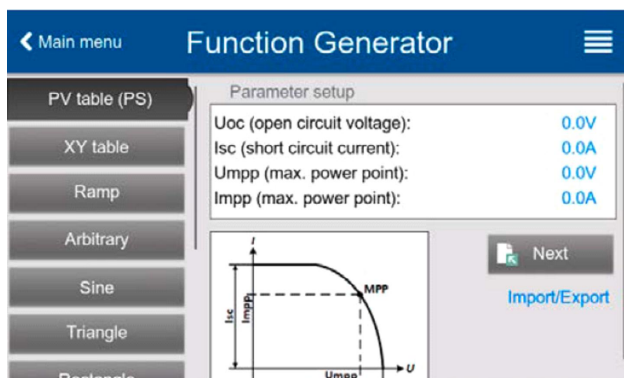 Main menu
Function Generator
PV table (PS)
XY table
Ramp
Arbitrary
Sine
Triangle
Rectangle
Parameter setup
Uoc (open circuit voltage): 0.0V
Isc (short circuit current): 0.0A
Umpp (max. power point): 0.0V
Impp (max. power point): 0.0A
I
Isc
Impp
MPP
Umpp
U
Next
Import/Export